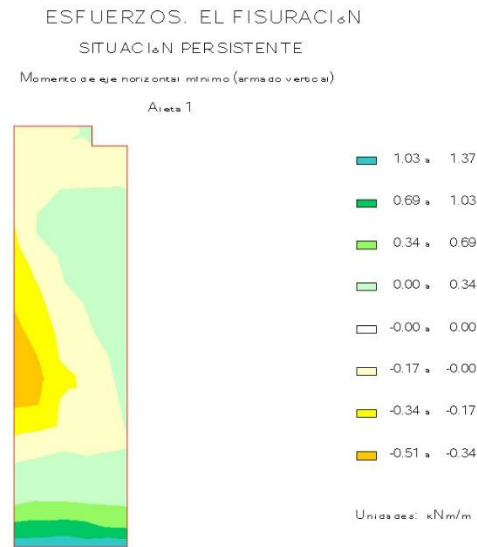 ESFUERZOS. EL FISURACIÓN
SITUACIÓN PERSISTENTE
Momento de eje horizontal mínimo (armado vertical)
Aleta 1
1.03 a 1.37
0.69 a 1.03
0.34 a 0.69
0.00 a 0.34
-0.00 a 0.00
-0.17 a -0.00
-0.34 a -0.17
-0.51 a -0.34
Unidades: kNm/m